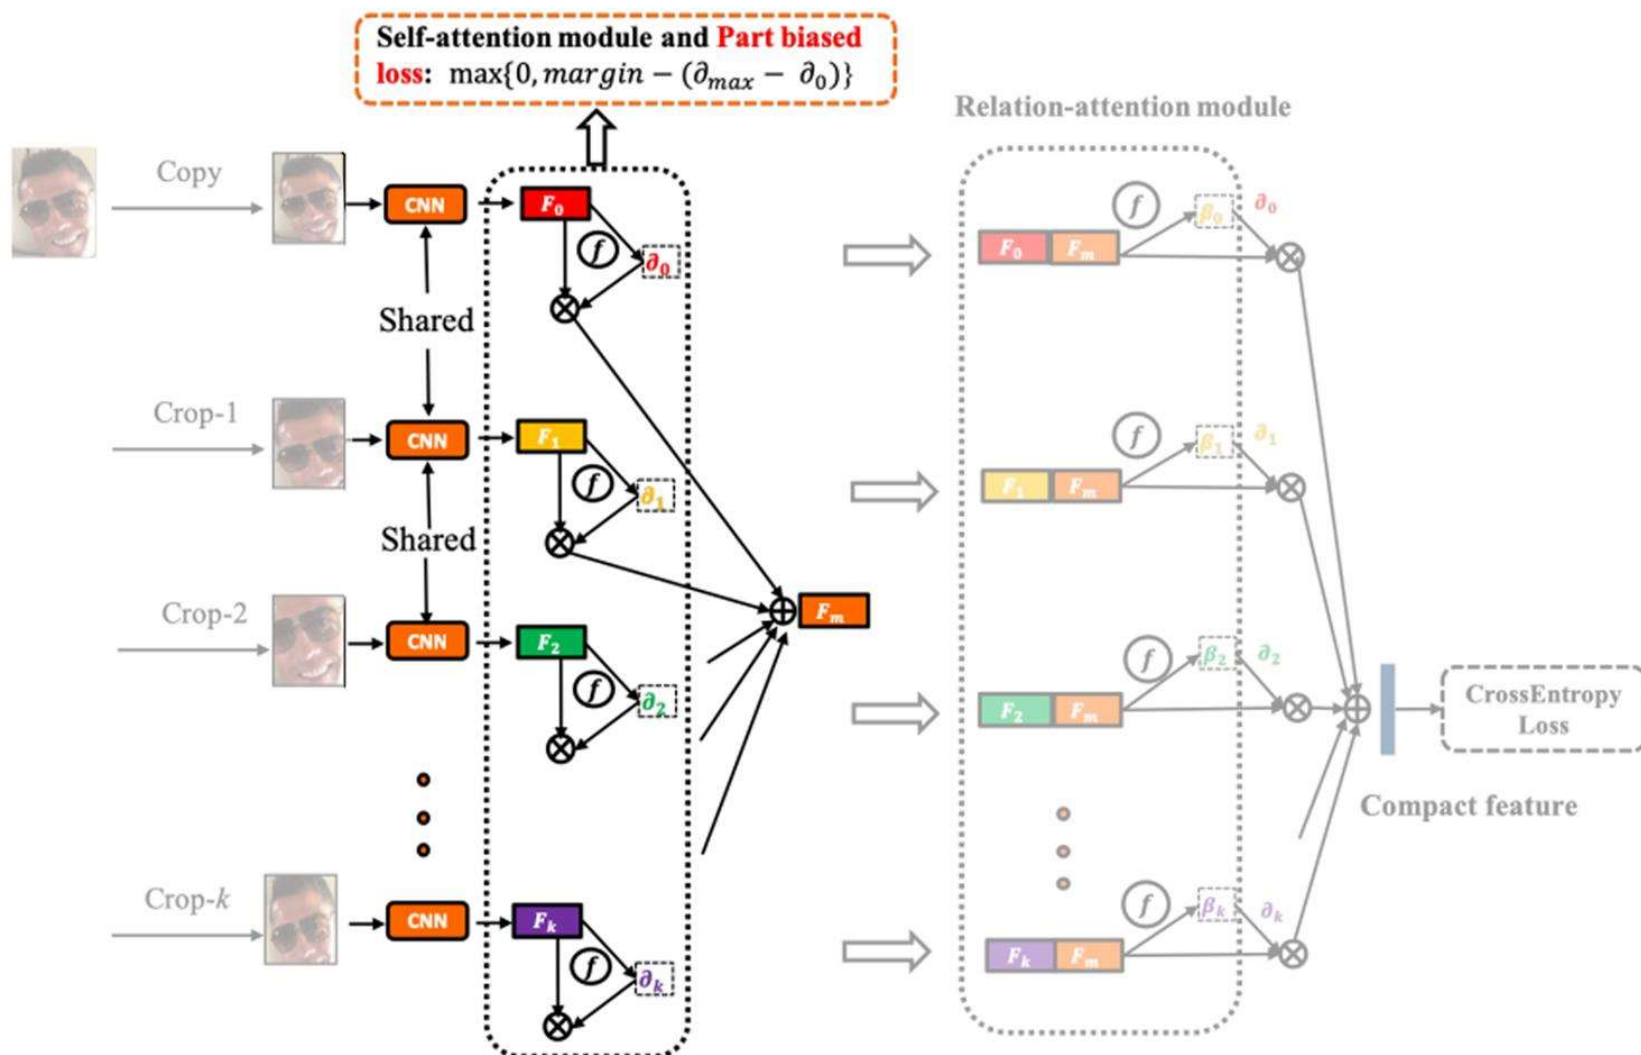 Self-attention module and Part biased
loss: max{0, margin − (∂max − ∂0)}
Relation-attention module
Copy
CNN
F0
f
∂0
Shared
F0 Fm
f
β0
∂0
Crop-1
CNN
F1
f
∂1
Shared
F1 Fm
f
β1
∂1
Crop-2
CNN
F2
f
∂2
Fm
F2 Fm
f
β2
∂2
CrossEntropy
Loss
Compact feature
Crop-k
CNN
Fk
f
∂k
Fk Fm
f
βk
∂k